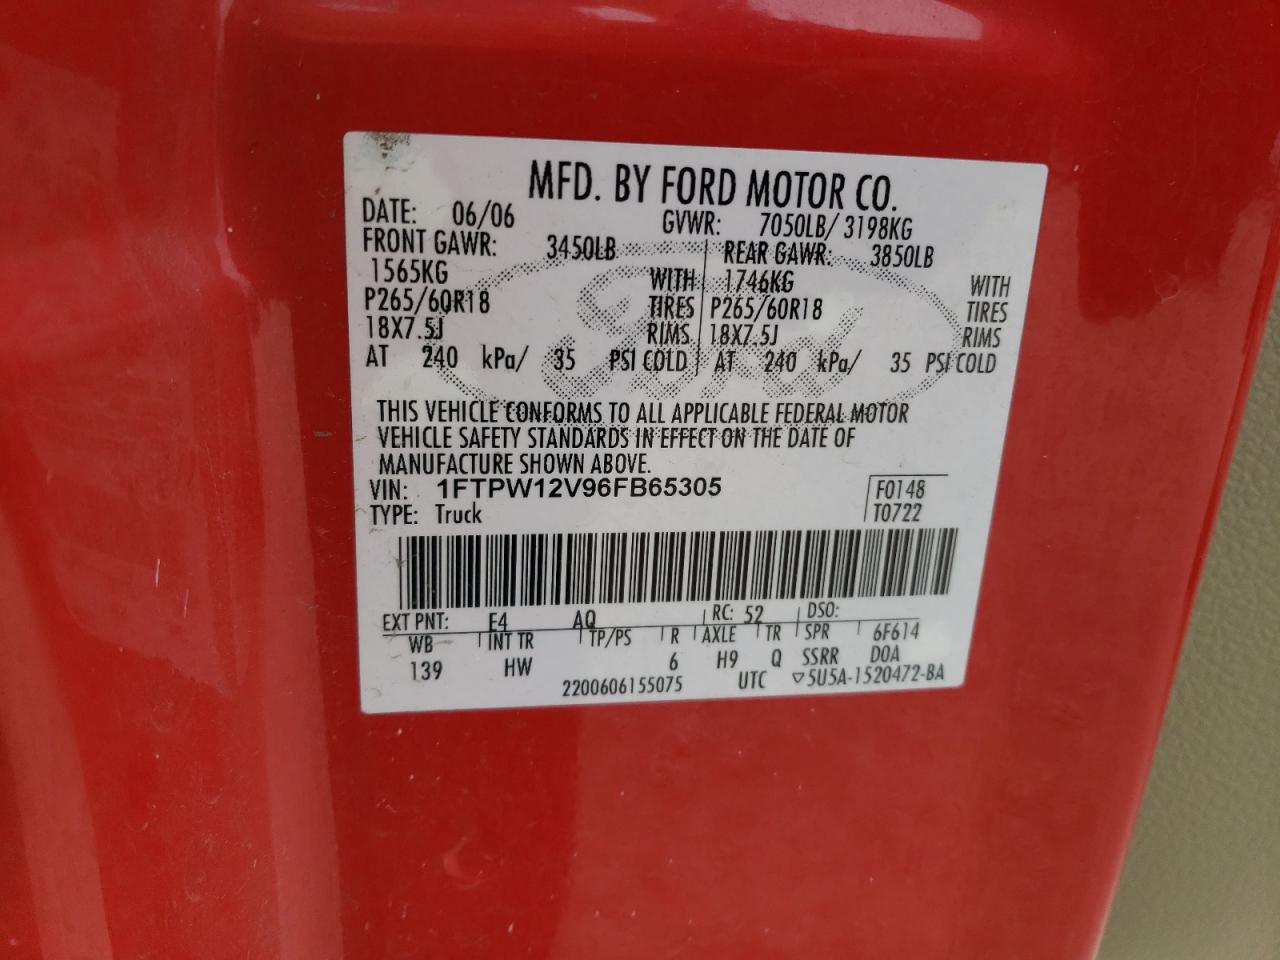 MFD. BY FORD MOTOR CO.
DATE: 06/06 GVWR: 7050LB/ 3198KG
FRONT GAWR: 3450LB REAR GAWR: 3850LB
1565KG WITH 1746KG WITH
P265/60R18 TIRES P265/60R18 TIRES
18X7.5J RIMS 18X7.5J RIMS
AT 240 kPa/ 35 PSI COLD AT 240 kPa/ 35 PSI COLD
Ford
THIS VEHICLE CONFORMS TO ALL APPLICABLE FEDERAL MOTOR
VEHICLE SAFETY STANDARDS IN EFFECT ON THE DATE OF
MANUFACTURE SHOWN ABOVE.
VIN: 1FTPW12V96FB65305 F0148
TYPE: Truck T0722
EXT PNT: E4 AQ RC: 52 DSO:
WB INT TR TP/PS R AXLE TR SPR 6F614
139 HW 6 H9 Q SSRR D0A
2200606155075 UTC ▽5U5A-1520472-BA